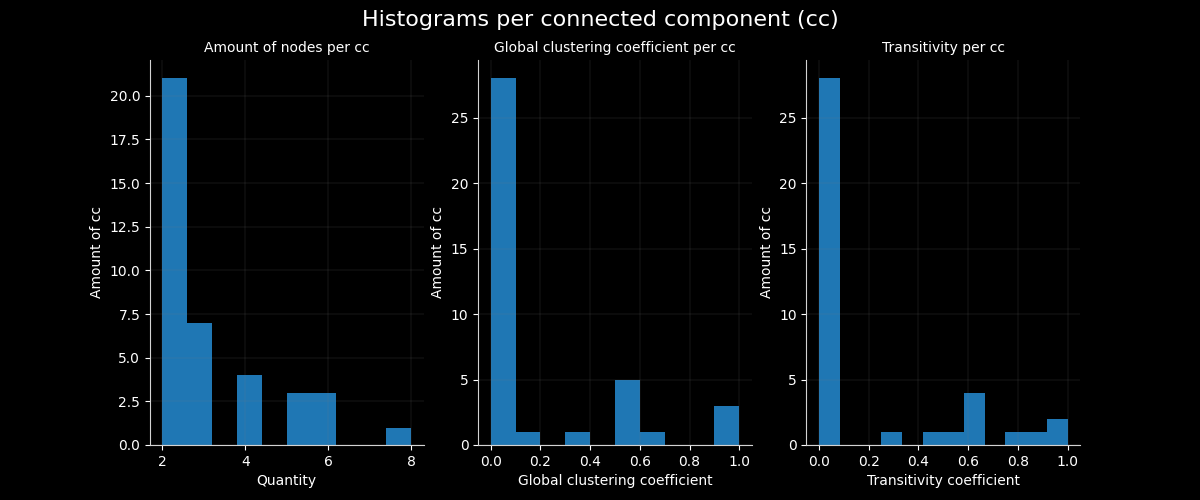 Histograms per connected component (cc)
Amount of nodes per cc
Global clustering coefficient per cc
Transitivity per cc
20.0
17.5
15.0
12.5
10.0
7.5
5.0
2.5
0.0
Amount of cc
2 4 6 8
Quantity
25
20
15
10
5
0
Amount of cc
0.0 0.2 0.4 0.6 0.8 1.0
Global clustering coefficient
25
20
15
10
5
0
Amount of cc
0.0 0.2 0.4 0.6 0.8 1.0
Transitivity coefficient